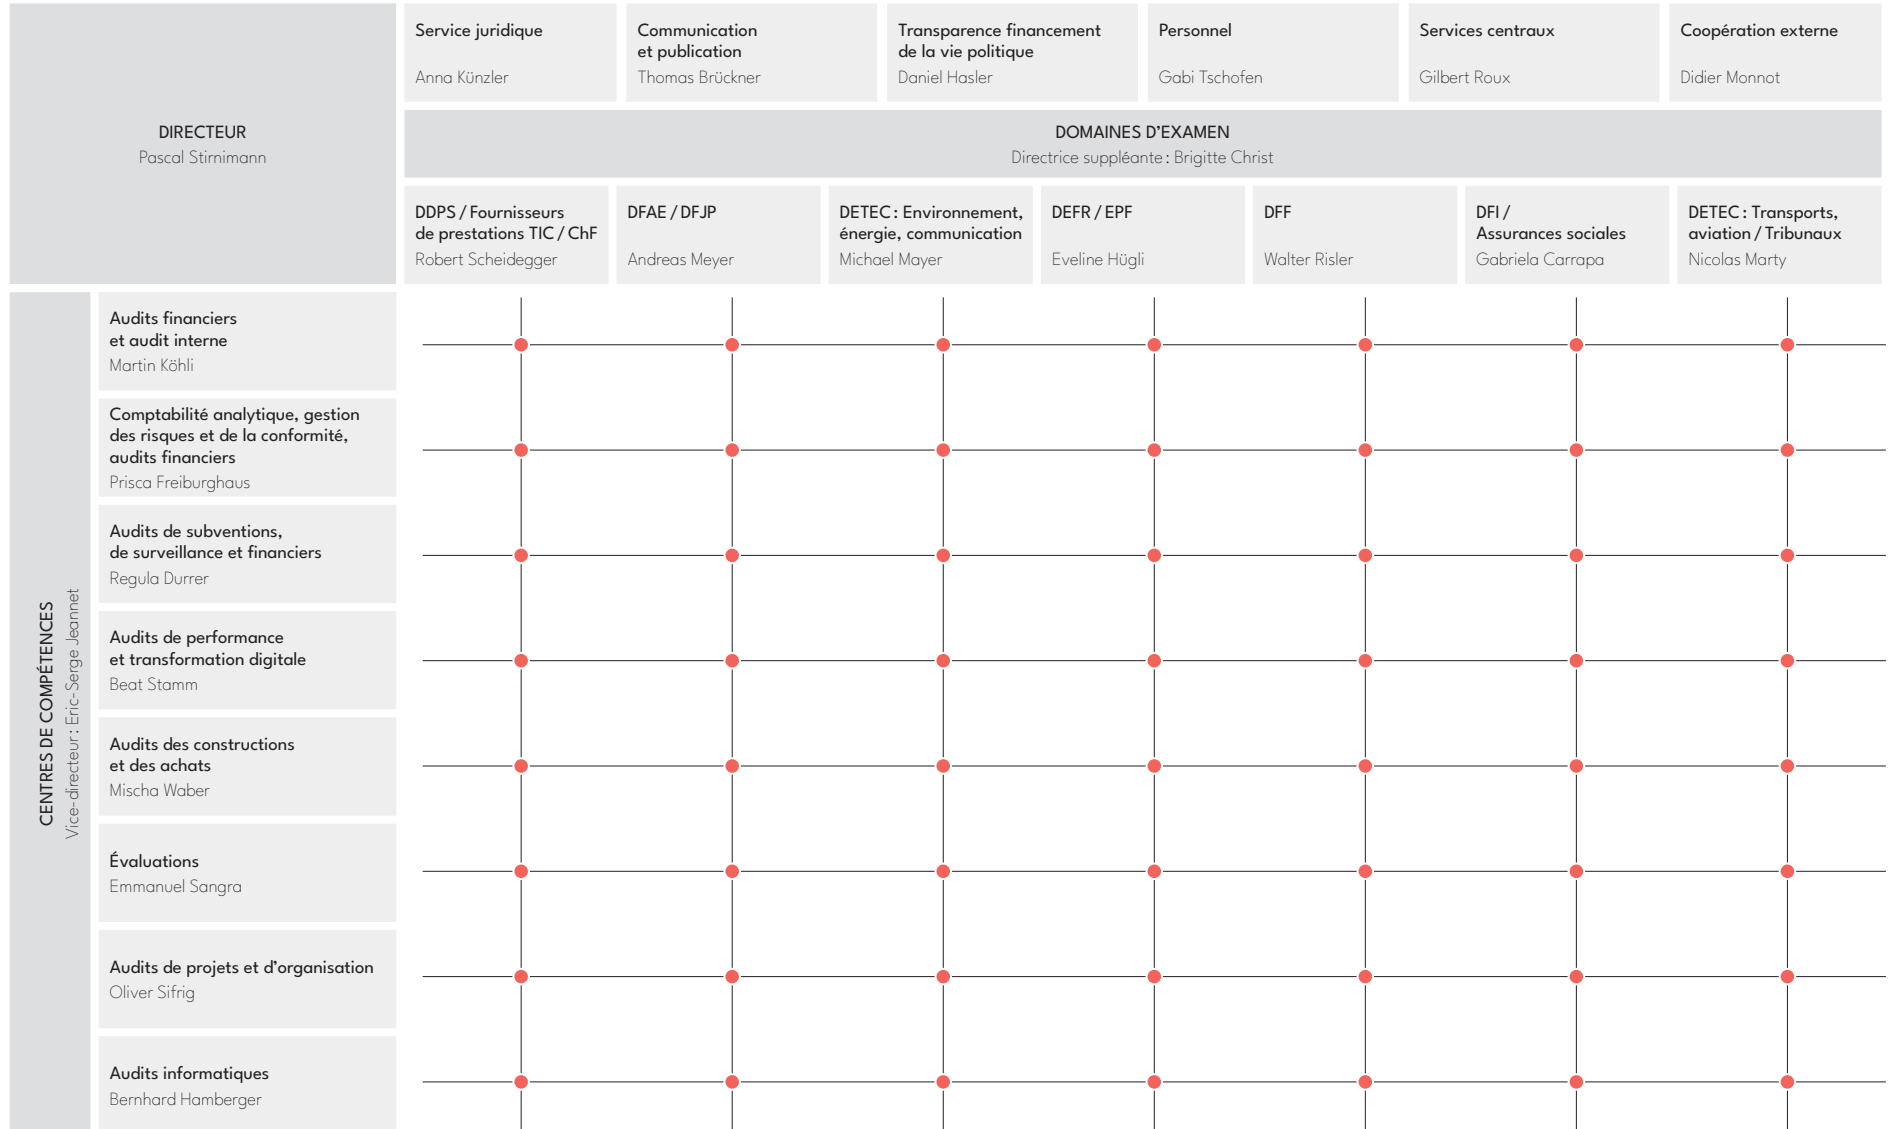 DIRECTEUR
Pascal Stirnimann
Service juridique
Anna Künzler
Communication
et publication
Thomas Brückner
Transparence financement
de la vie politique
Daniel Hasler
Personnel
Gabi Tschofen
Services centraux
Gilbert Roux
Coopération externe
Didier Monnot
DOMAINES D’EXAMEN
Directrice suppléante : Brigitte Christ
DDPS / Fournisseurs
de prestations TIC / ChF
Robert Scheidegger
DFAE / DFJP
Andreas Meyer
DETEC : Environnement,
énergie, communication
Michael Mayer
DEFR / EPF
Eveline Hügli
DFF
Walter Risler
DFI /
Assurances sociales
Gabriela Carrapa
DETEC : Transports,
aviation / Tribunaux
Nicolas Marty
CENTRES DE COMPÉTENCES
Vice-directeur : Eric-Serge Jeannet
Audits financiers
et audit interne
Martin Köhli
Comptabilité analytique, gestion
des risques et de la conformité,
audits financiers
Prisca Freiburghaus
Audits de subventions,
de surveillance et financiers
Regula Durrer
Audits de performance
et transformation digitale
Beat Stamm
Audits des constructions
et des achats
Mischa Waber
Évaluations
Emmanuel Sangra
Audits de projets et d’organisation
Oliver Sifrig
Audits informatiques
Bernhard Hamberger